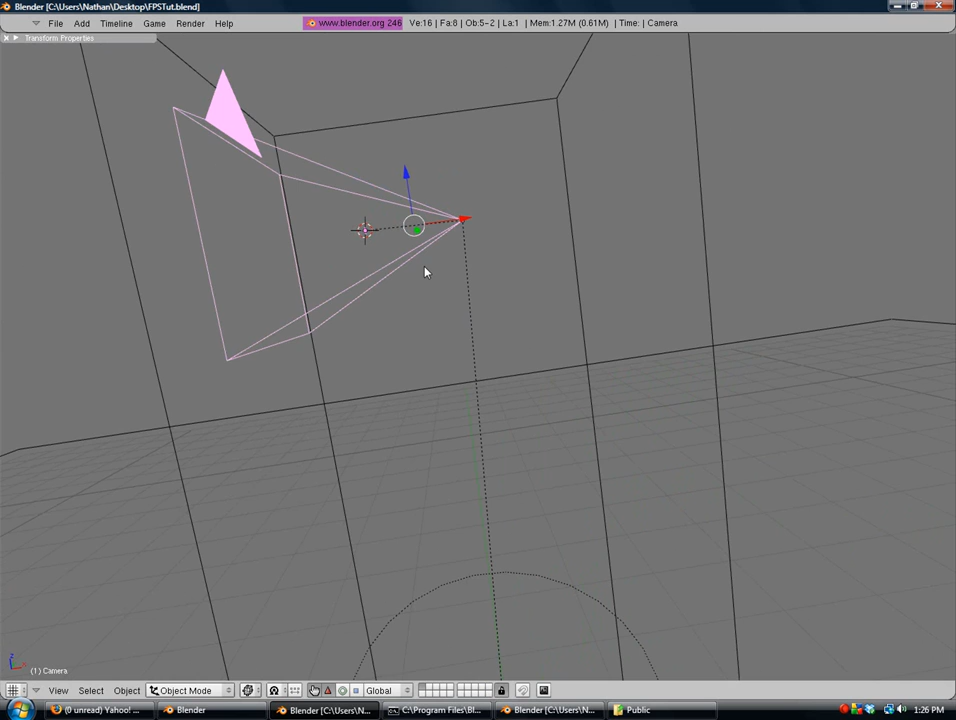 Blender [C:\Users\Nathan\Desktop\FPSTut.blend]
File Add Timeline Game Render Help www.blender.org 246 Ve:16 | Fa:8 | Ob:5-2 | La:1 | Mem:1.27M (0.61M) | Time: | Camera
Transform Properties
z
(1) Camera
View Select Object Object Mode Global
(0 unread) Yahoo! ... Blender Blender [C:\Users\N... C:\Program Files\Bl... Blender [C:\Users\N... Public 1:26 PM